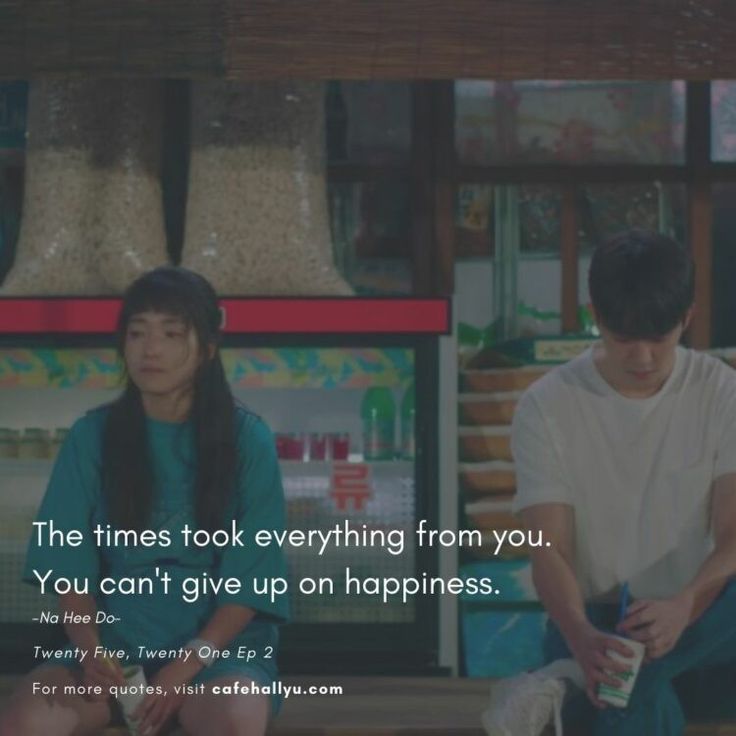 류
The times took everything from you.
You can't give up on happiness.
-Na Hee Do-
Twenty Five, Twenty One Ep 2
For more quotes, visit cafehallyu.com